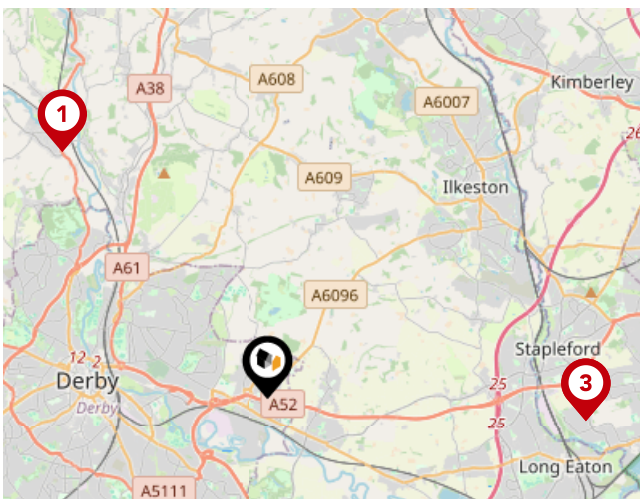 Kimberley
A608
A38
A6007
1
26
A609
Ilkeston
A61
A6096
Stapleford
12
2
Derby
25
3
A52
Derby
25
Long Eaton
A5111